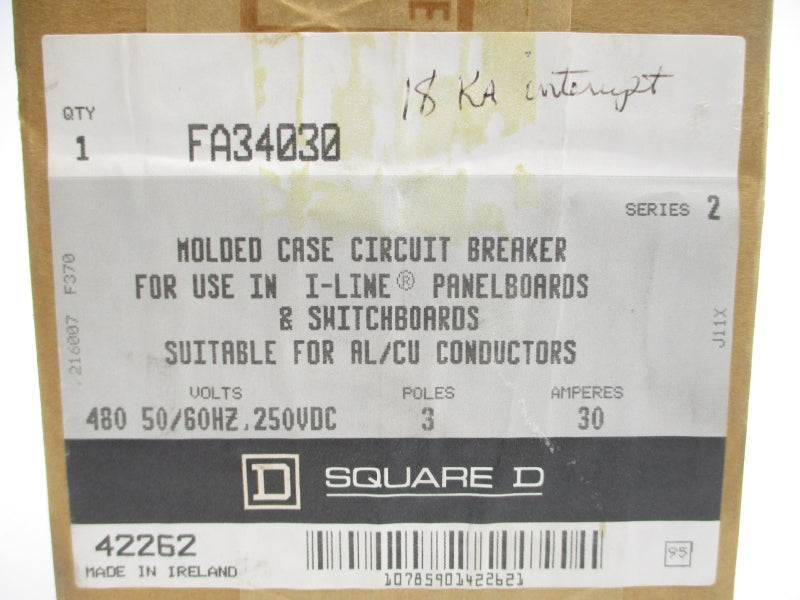 18 KA interrupt
QTY
1 FA34030
SERIES 2
MOLDED CASE CIRCUIT BREAKER
FOR USE IN I-LINE® PANELBOARDS
& SWITCHBOARDS
SUITABLE FOR AL/CU CONDUCTORS
.216007 F370
J11X
VOLTS POLES AMPERES
480 50/60HZ.250VDC 3 30
D SQUARE D
42262
MADE IN IRELAND
10785901422621
95